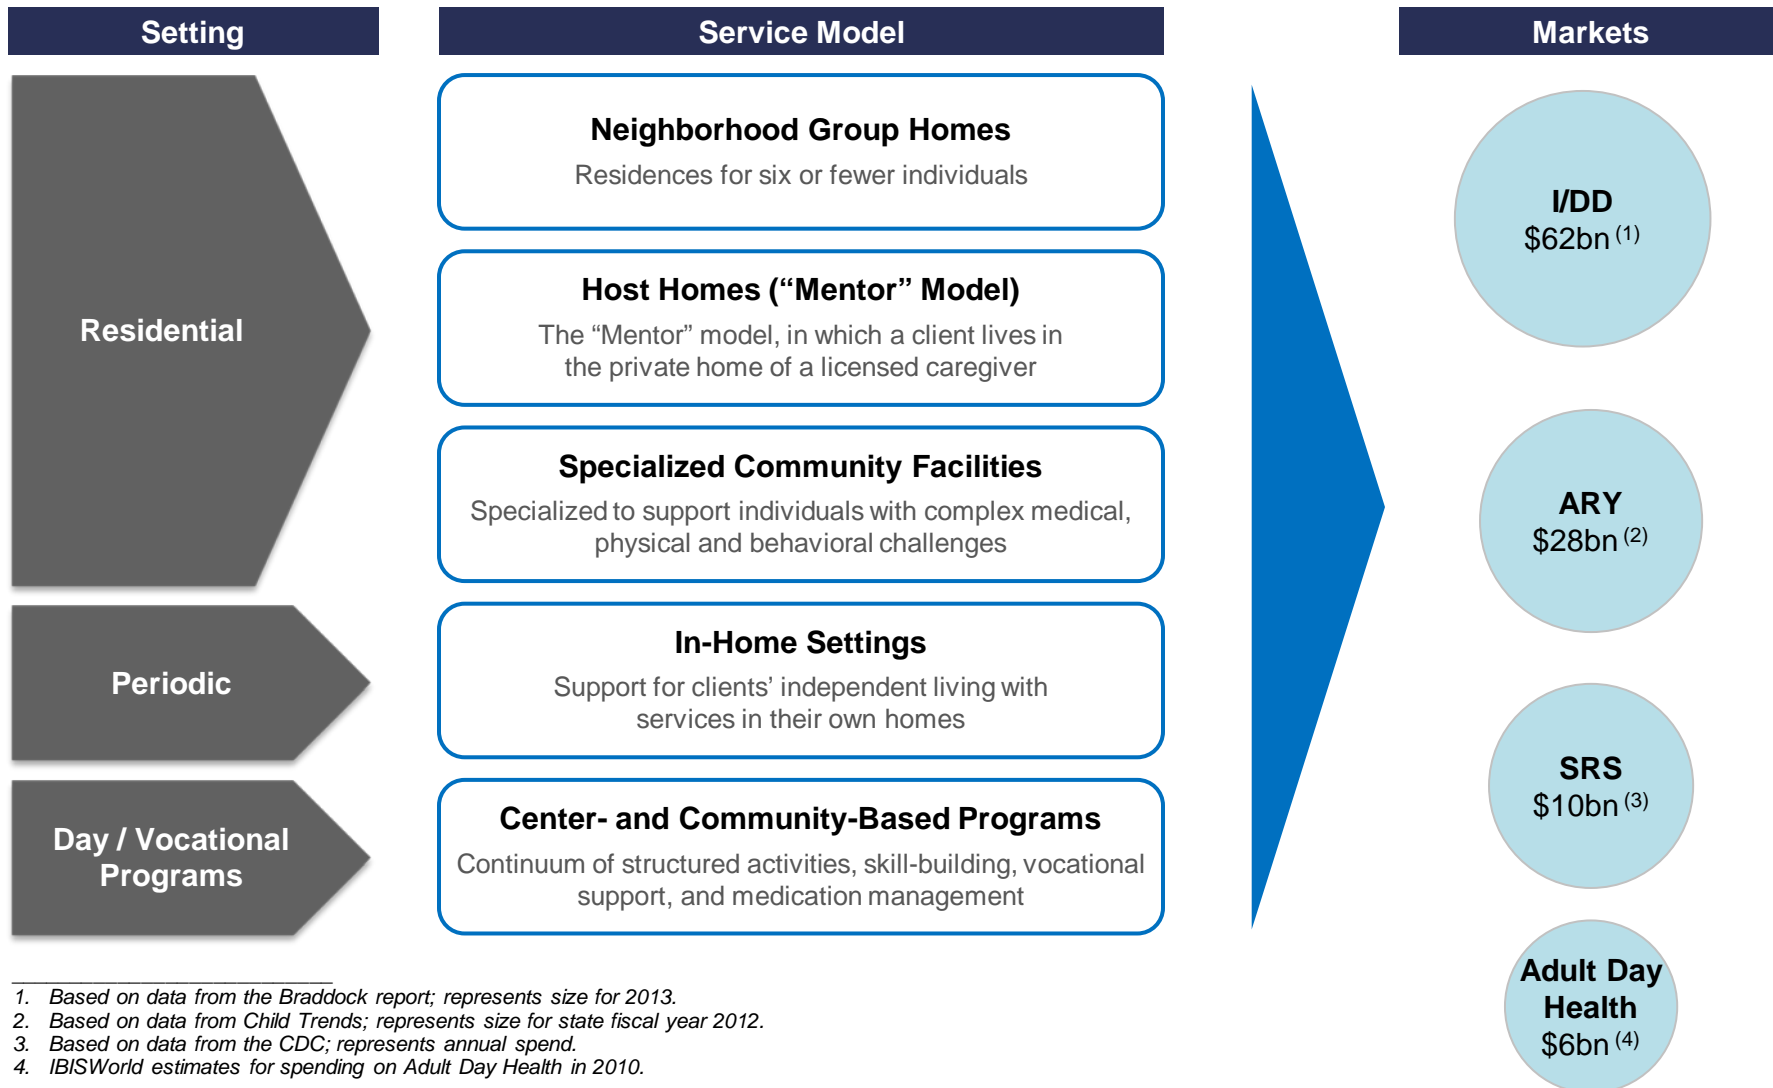 Setting
Service Model
Markets
Residential
Neighborhood Group Homes
Residences for six or fewer individuals
Host Homes (“Mentor” Model)
The “Mentor” model, in which a client lives in
the private home of a licensed caregiver
Specialized Community Facilities
Specialized to support individuals with complex medical,
physical and behavioral challenges
Periodic
In-Home Settings
Support for clients’ independent living with
services in their own homes
Day / Vocational
Programs
Center- and Community-Based Programs
Continuum of structured activities, skill-building, vocational
support, and medication management
I/DD
$62bn (1)
ARY
$28bn (2)
SRS
$10bn (3)
Adult Day
Health
$6bn (4)
1. Based on data from the Braddock report; represents size for 2013.
2. Based on data from Child Trends; represents size for state fiscal year 2012.
3. Based on data from the CDC; represents annual spend.
4. IBISWorld estimates for spending on Adult Day Health in 2010.